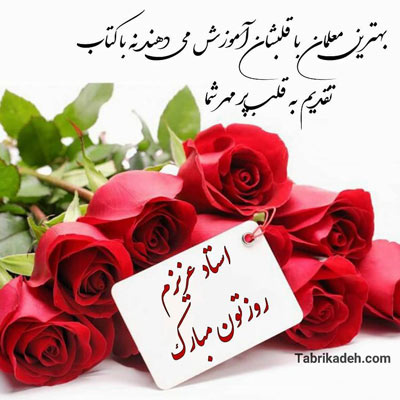 بهترین معلمان با قلبشان آموزش می دهند نه با کتاب
تقدیم به قلب پر مهر شما
استاد عزیزم
روزتون مبارک
Tabrikadeh.com